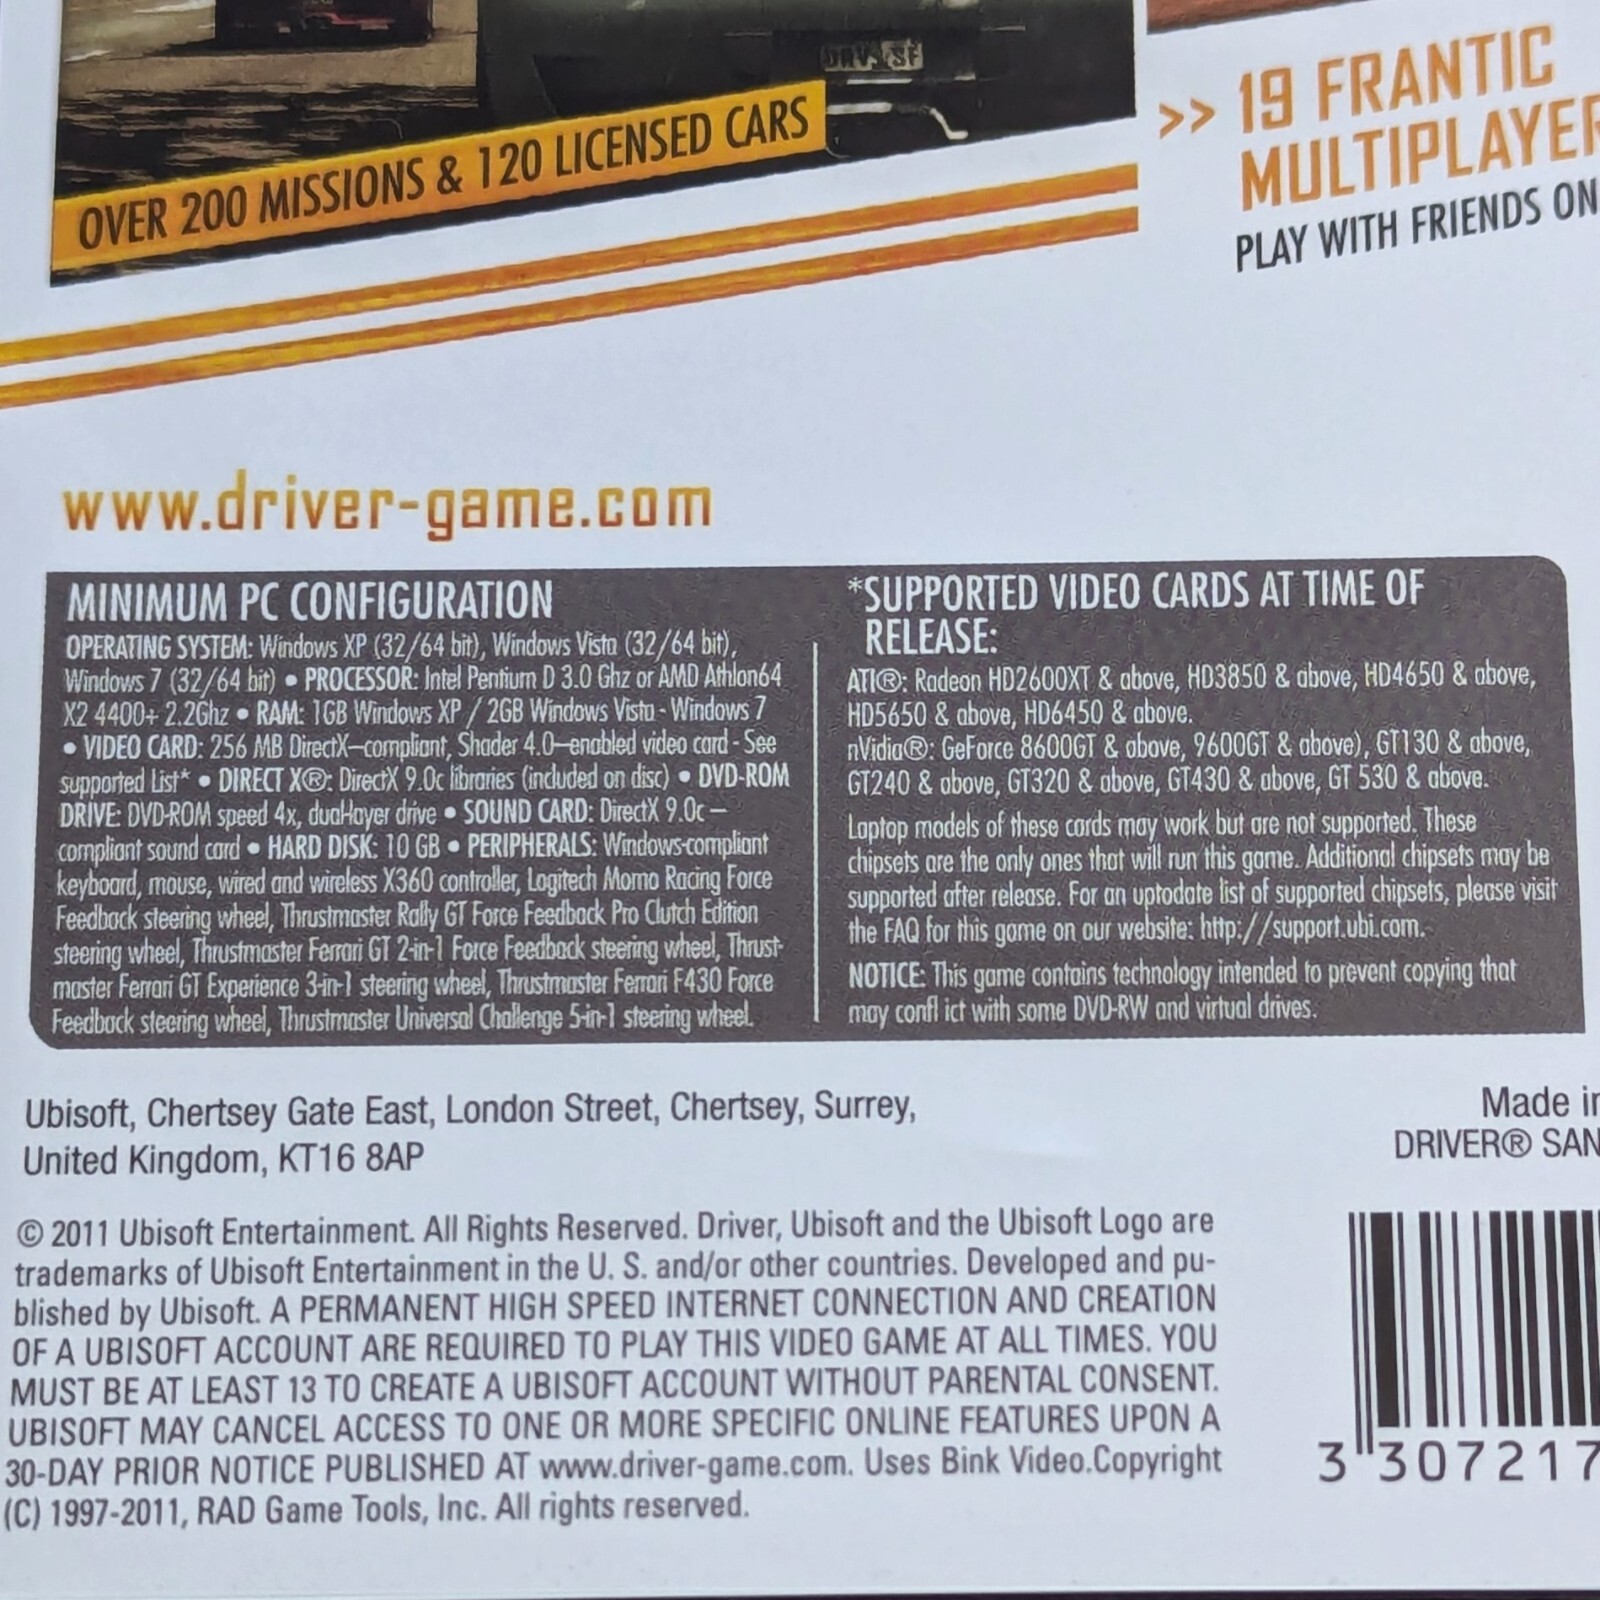 DRV SF
OVER 200 MISSIONS & 120 LICENSED CARS
>> 19 FRANTIC
MULTIPLAYER
PLAY WITH FRIENDS ON
www.driver-game.com
MINIMUM PC CONFIGURATION
OPERATING SYSTEM: Windows XP (32/64 bit), Windows Vista (32/64 bit),
Windows 7 (32/64 bit) • PROCESSOR: Intel Pentium D 3.0 Ghz or AMD Athlon64
X2 4400+ 2.2Ghz • RAM: 1GB Windows XP / 2GB Windows Vista - Windows 7
• VIDEO CARD: 256 MB DirectX–compliant, Shader 4.0–enabled video card - See
supported List* • DIRECT X®: DirectX 9.0c libraries (included on disc) • DVD-ROM
DRIVE: DVD-ROM speed 4x, dual-layer drive • SOUND CARD: DirectX 9.0c –
compliant sound card • HARD DISK: 10 GB • PERIPHERALS: Windows-compliant
keyboard, mouse, wired and wireless X360 controller, Logitech Momo Racing Force
Feedback steering wheel, Thrustmaster Rally GT Force Feedback Pro Clutch Edition
steering wheel, Thrustmaster Ferrari GT 2-in-1 Force Feedback steering wheel, Thrust-
master Ferrari GT Experience 3-in-1 steering wheel, Thrustmaster Ferrari F430 Force
Feedback steering wheel, Thrustmaster Universal Challenge 5-in-1 steering wheel.
*SUPPORTED VIDEO CARDS AT TIME OF
RELEASE:
ATI®: Radeon HD2600XT & above, HD3850 & above, HD4650 & above,
HD5650 & above, HD6450 & above.
nVidia®: GeForce 8600GT & above, 9600GT & above), GT130 & above,
GT240 & above, GT320 & above, GT430 & above, GT 530 & above.
Laptop models of these cards may work but are not supported. These
chipsets are the only ones that will run this game. Additional chipsets may be
supported after release. For an uptodate list of supported chipsets, please visit
the FAQ for this game on our website: http://support.ubi.com.
NOTICE: This game contains technology intended to prevent copying that
may confl ict with some DVD-RW and virtual drives.
Ubisoft, Chertsey Gate East, London Street, Chertsey, Surrey,
United Kingdom, KT16 8AP
Made in
DRIVER® SAN
© 2011 Ubisoft Entertainment. All Rights Reserved. Driver, Ubisoft and the Ubisoft Logo are
trademarks of Ubisoft Entertainment in the U. S. and/or other countries. Developed and pu-
blished by Ubisoft. A PERMANENT HIGH SPEED INTERNET CONNECTION AND CREATION
OF A UBISOFT ACCOUNT ARE REQUIRED TO PLAY THIS VIDEO GAME AT ALL TIMES. YOU
MUST BE AT LEAST 13 TO CREATE A UBISOFT ACCOUNT WITHOUT PARENTAL CONSENT.
UBISOFT MAY CANCEL ACCESS TO ONE OR MORE SPECIFIC ONLINE FEATURES UPON A
30-DAY PRIOR NOTICE PUBLISHED AT www.driver-game.com. Uses Bink Video.Copyright
(C) 1997-2011, RAD Game Tools, Inc. All rights reserved.
3 307217